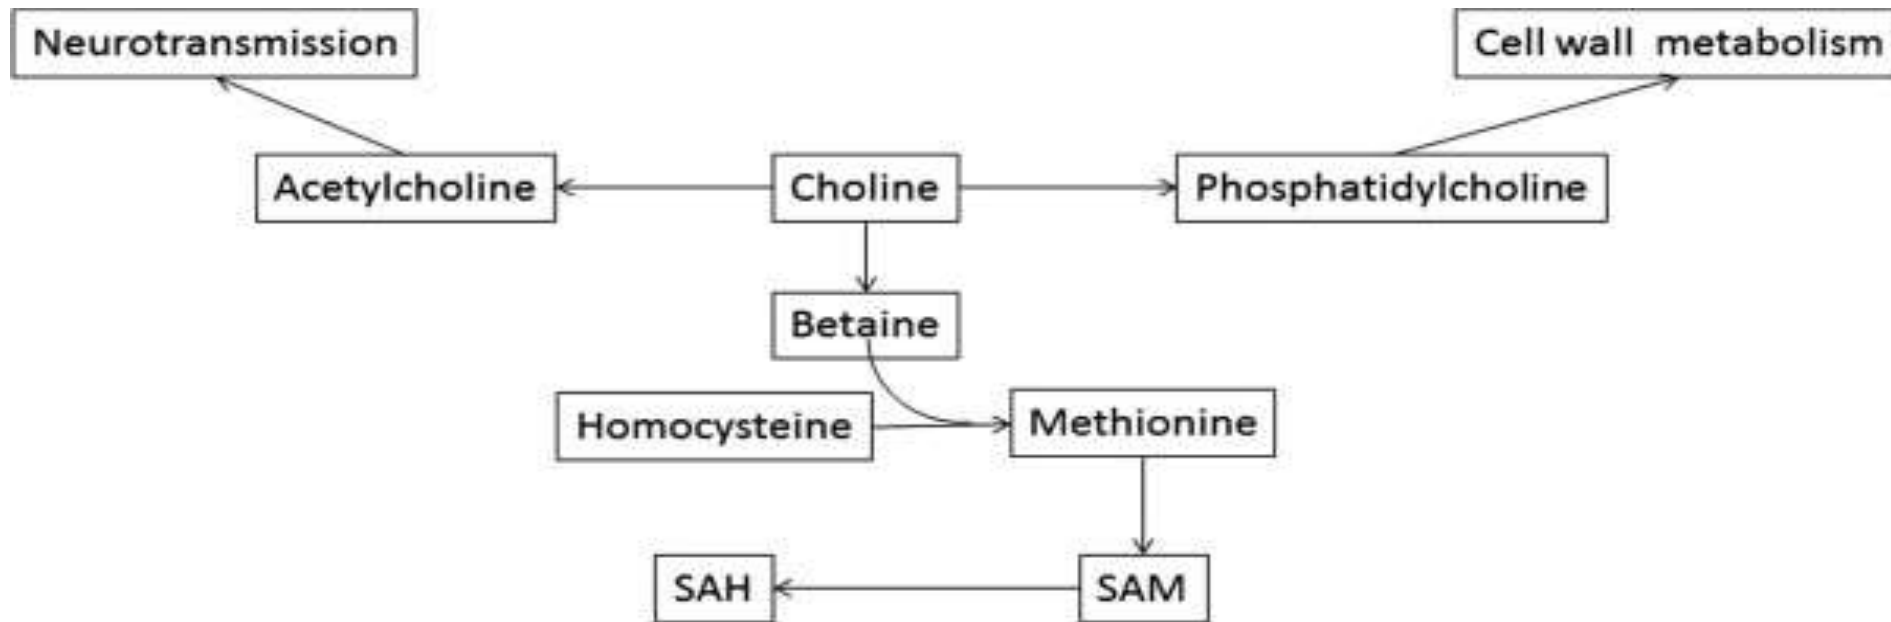 Neurotransmission
Cell wall metabolism
Acetylcholine
Choline
Phosphatidylcholine
Betaine
Homocysteine
Methionine
SAH
SAM